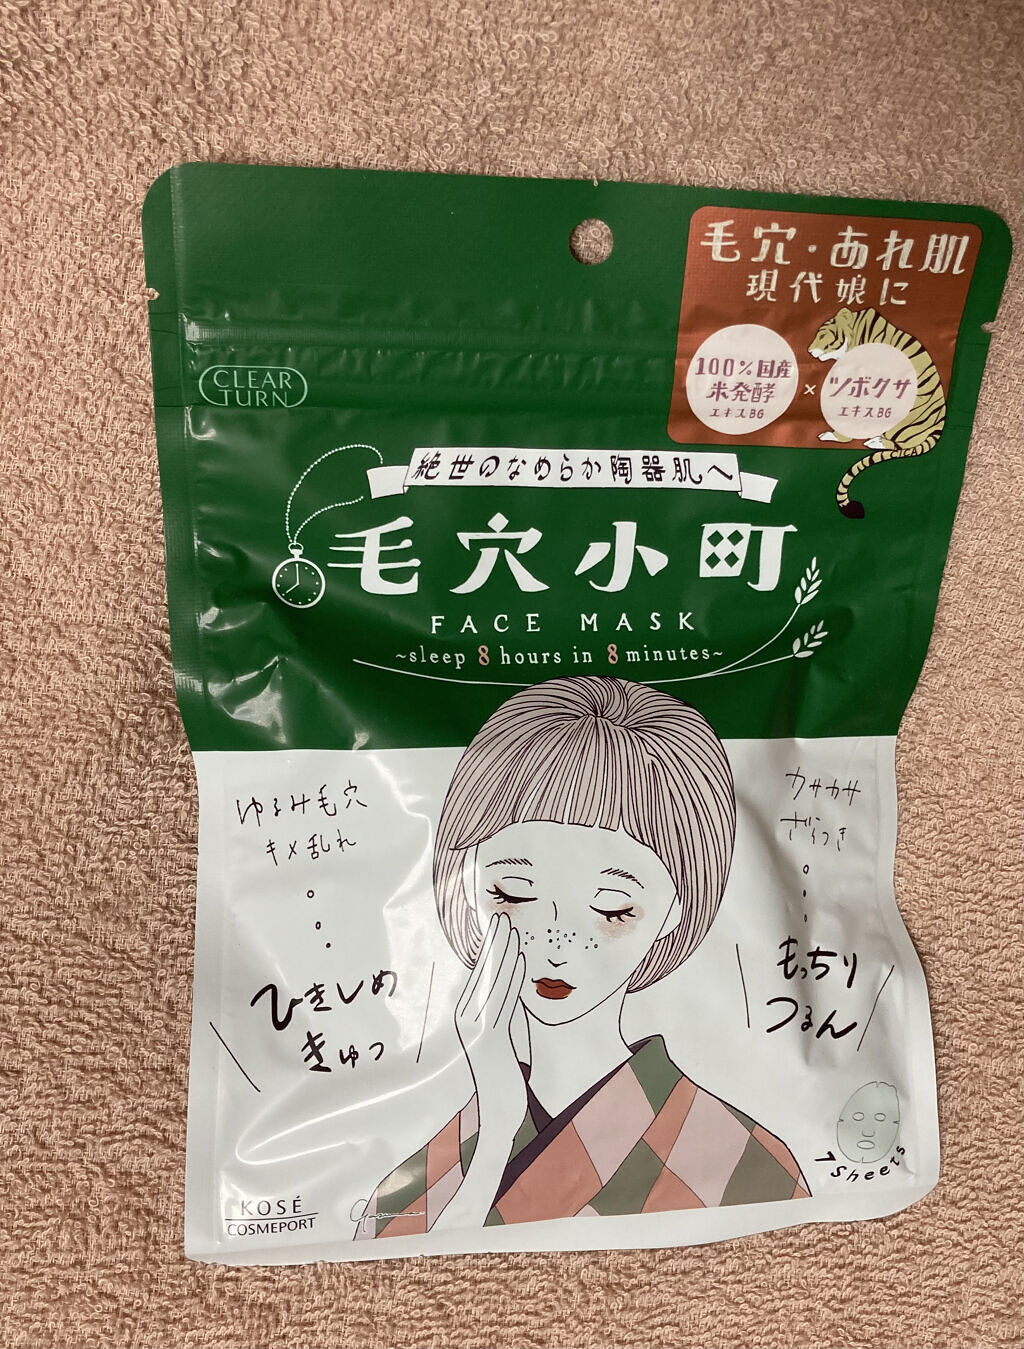 毛穴・あれ肌
現代娘に
100%国産
米発酵
エキスBG
×
ツボクサ
エキスBG
CICA
CLEAR
TURN
絶世のなめらか陶器肌へ
毛穴小町
FACE MASK
~sleep 8 hours in 8 minutes~
ゆるみ毛穴
キメ乱れ
ひきしめ
きゅっ
カサカサ
ざらつき
もっちり
つるん
7 sheets
KOSÉ
COSMEPORT